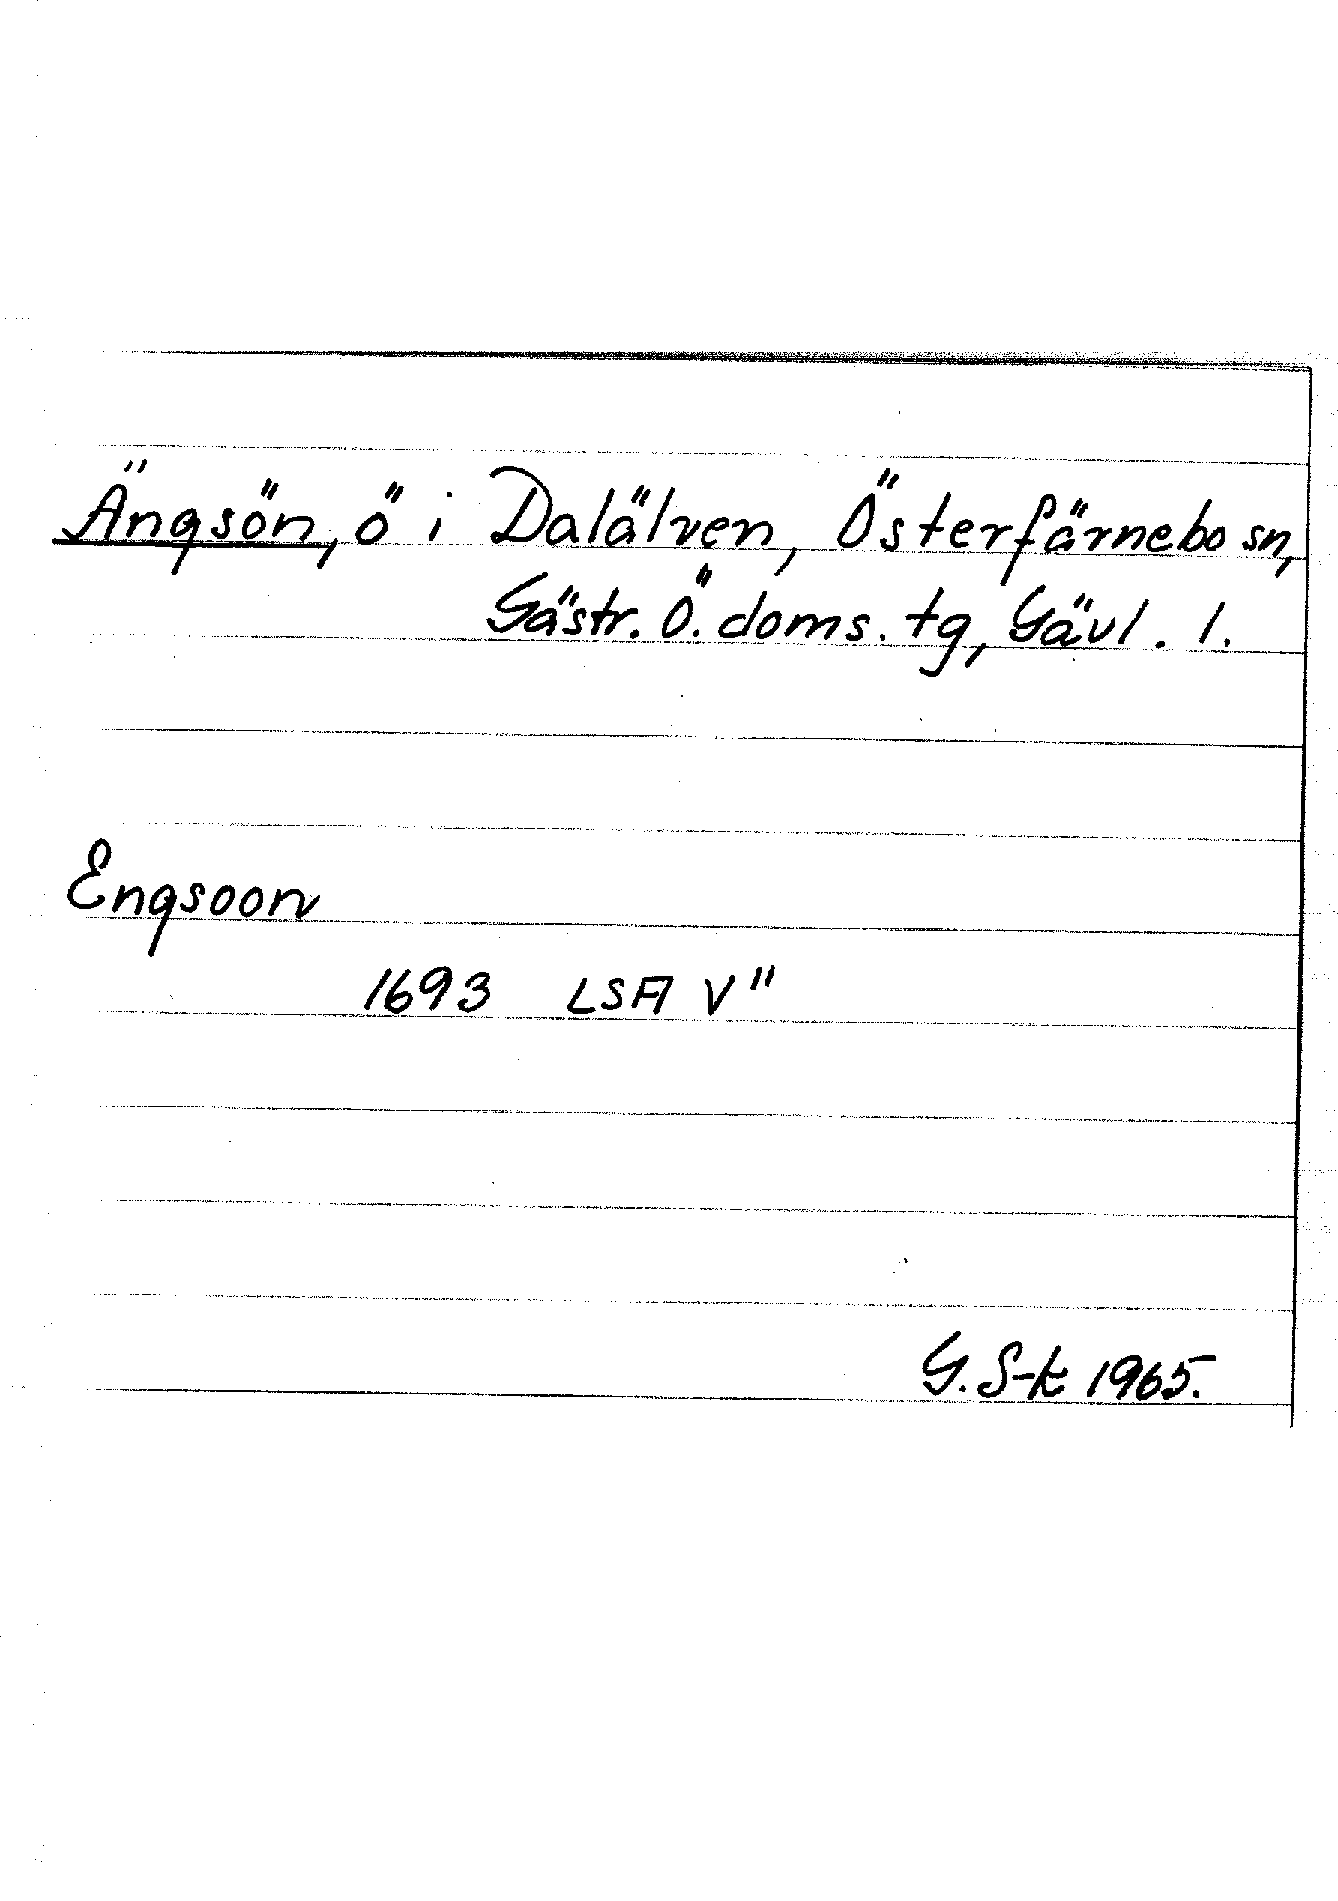 Ängsön, ö i Dalälven, Österfärnebo sn,
Gästr. Ö. doms. tg, Gävl. l.
Engsoon
1693 LSA V"
G. S-k 1965.